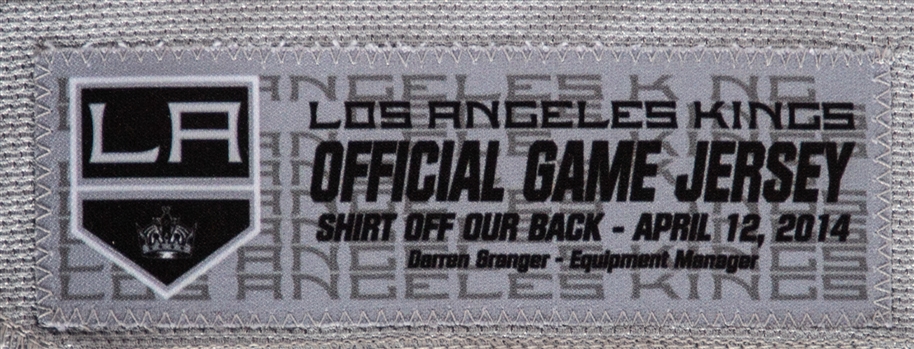 LA
LOS ANGELES KINGS
OFFICIAL GAME JERSEY
SHIRT OFF OUR BACK - APRIL 12, 2014
Darren Granger - Equipment Manager